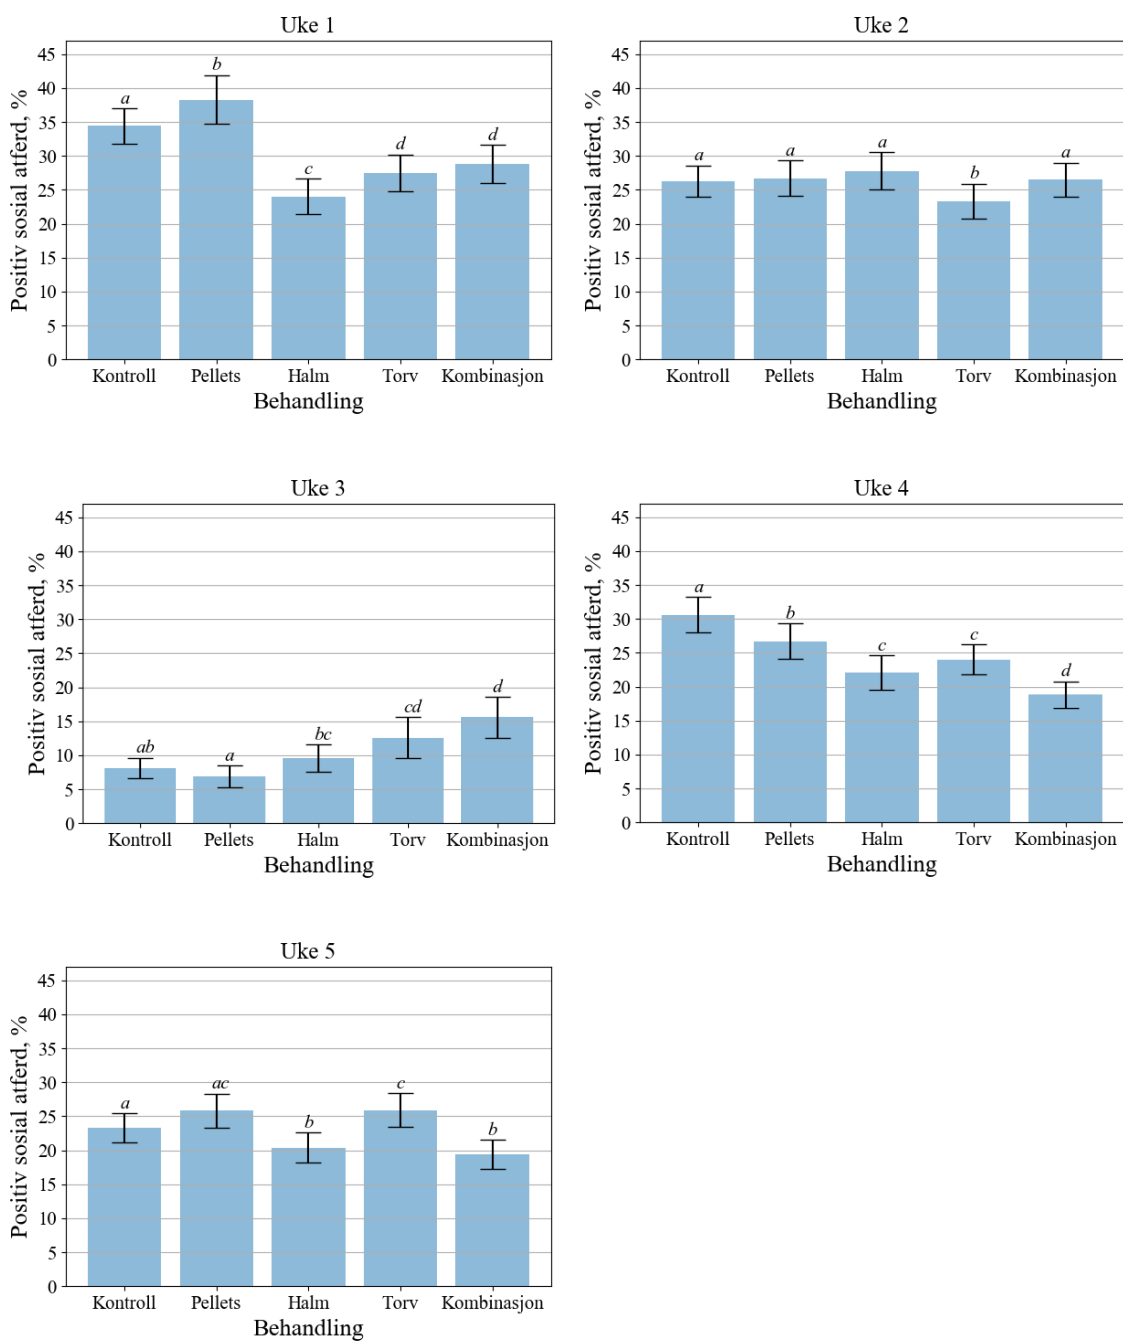 Uke 1
Positiv sosial atferd, %
45
40
35
30
25
20
15
10
5
0
a
b
c
d
d
Kontroll Pellets Halm Torv Kombinasjon
Behandling
Uke 2
Positiv sosial atferd, %
45
40
35
30
25
20
15
10
5
0
a
a
a
b
a
Kontroll Pellets Halm Torv Kombinasjon
Behandling
Uke 3
Positiv sosial atferd, %
45
40
35
30
25
20
15
10
5
0
ab
a
bc
cd
d
Kontroll Pellets Halm Torv Kombinasjon
Behandling
Uke 4
Positiv sosial atferd, %
45
40
35
30
25
20
15
10
5
0
a
b
c
c
d
Kontroll Pellets Halm Torv Kombinasjon
Behandling
Uke 5
Positiv sosial atferd, %
45
40
35
30
25
20
15
10
5
0
a
ac
b
c
b
Kontroll Pellets Halm Torv Kombinasjon
Behandling